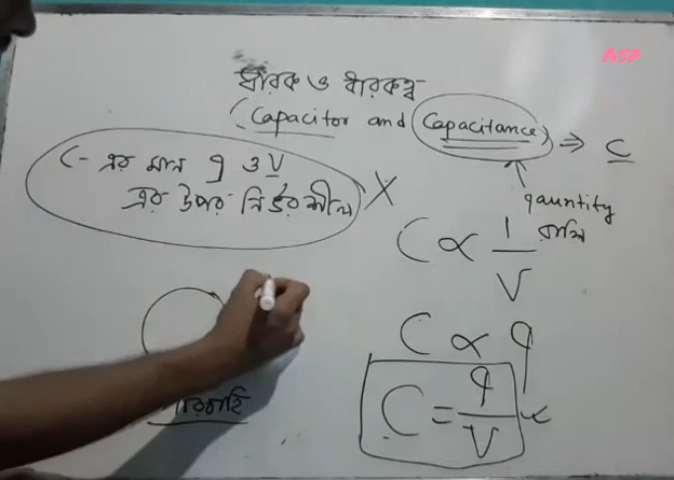 ASP
ধারক ও ধারকত্ব
(Capacitor and Capacitance) ⇒ C
C- এর মান q ও V
এর উপর নির্ভরশীল X
qauntity
রাশি
C ∝ 1/V
C ∝ q
C = q/V